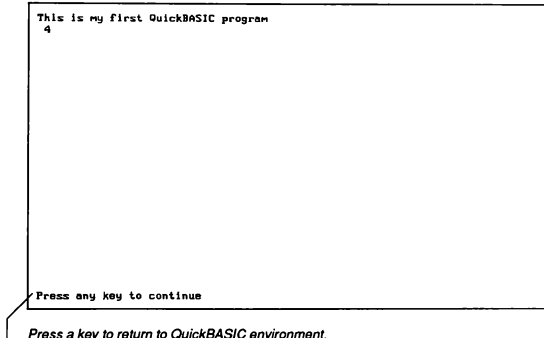 This is my first QuickBASIC program
4
Press any key to continue
Press a key to return to QuickBASIC environment.